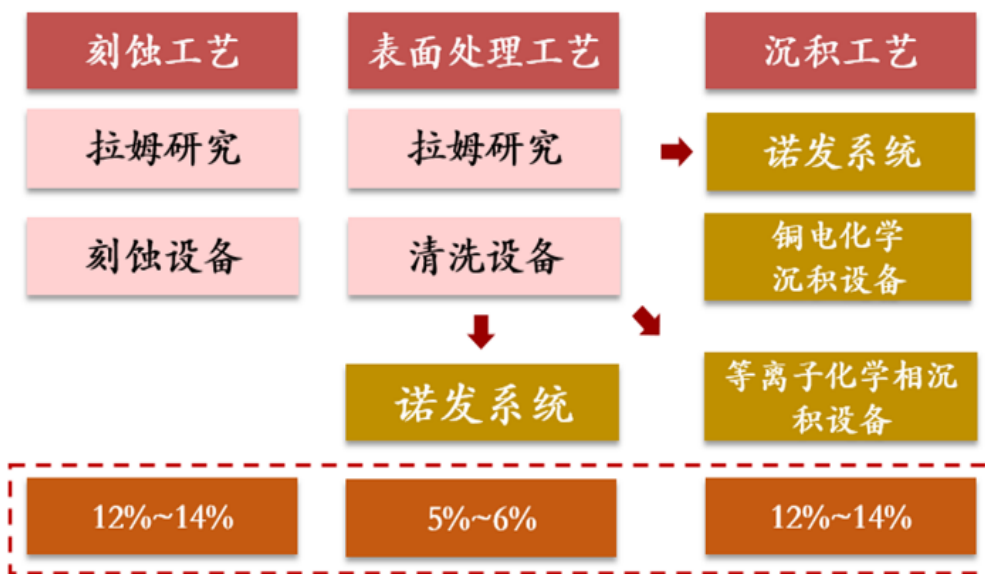 刻蚀工艺
表面处理工艺
沉积工艺
拉姆研究
拉姆研究
诺发系统
刻蚀设备
清洗设备
铜电化学
沉积设备
诺发系统
等离子化学相沉
积设备
12%~14%
5%~6%
12%~14%